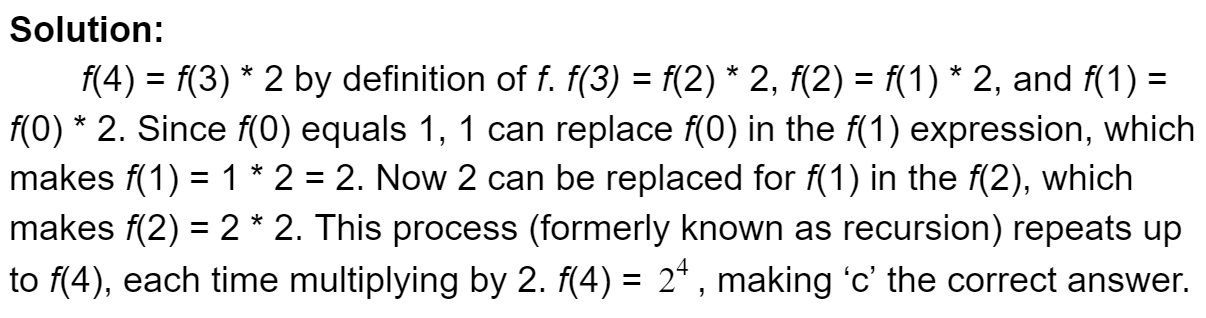 Solution:
f(4) = f(3) * 2 by definition of f. f(3) = f(2) * 2, f(2) = f(1) * 2, and f(1) =
f(0) * 2. Since f(0) equals 1, 1 can replace f(0) in the f(1) expression, which
makes f(1) = 1 * 2 = 2. Now 2 can be replaced for f(1) in the f(2), which
makes f(2) = 2 * 2. This process (formerly known as recursion) repeats up
to f(4), each time multiplying by 2. f(4) = 2⁴ , making ‘c’ the correct answer.